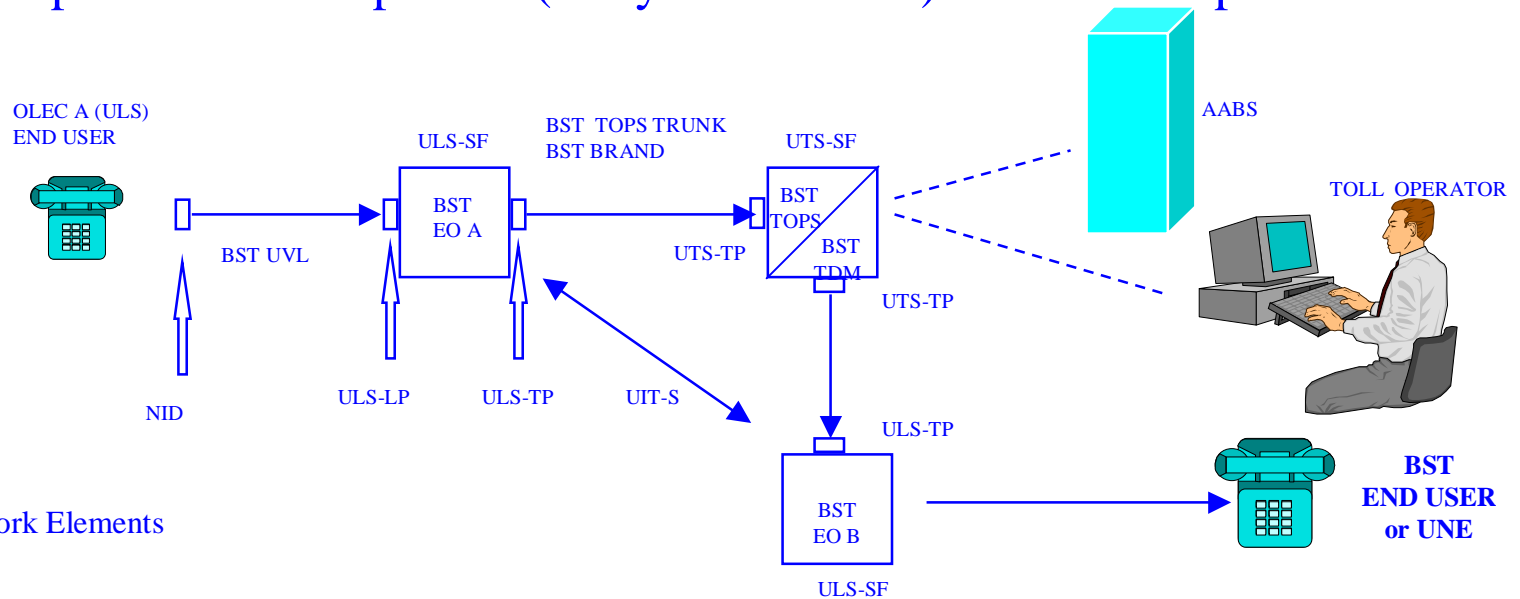 OLEC A (ULS)
END USER
ULS-SF
BST TOPS TRUNK
BST BRAND
UTS-SF
AABS
TOLL OPERATOR
BST
EO A
BST
TOPS
BST
TDM
BST UVL
UTS-TP
UTS-TP
NID
ULS-LP
ULS-TP
UIT-S
ULS-TP
BST
EO B
BST
END USER
or UNE
ork Elements
ULS-SF